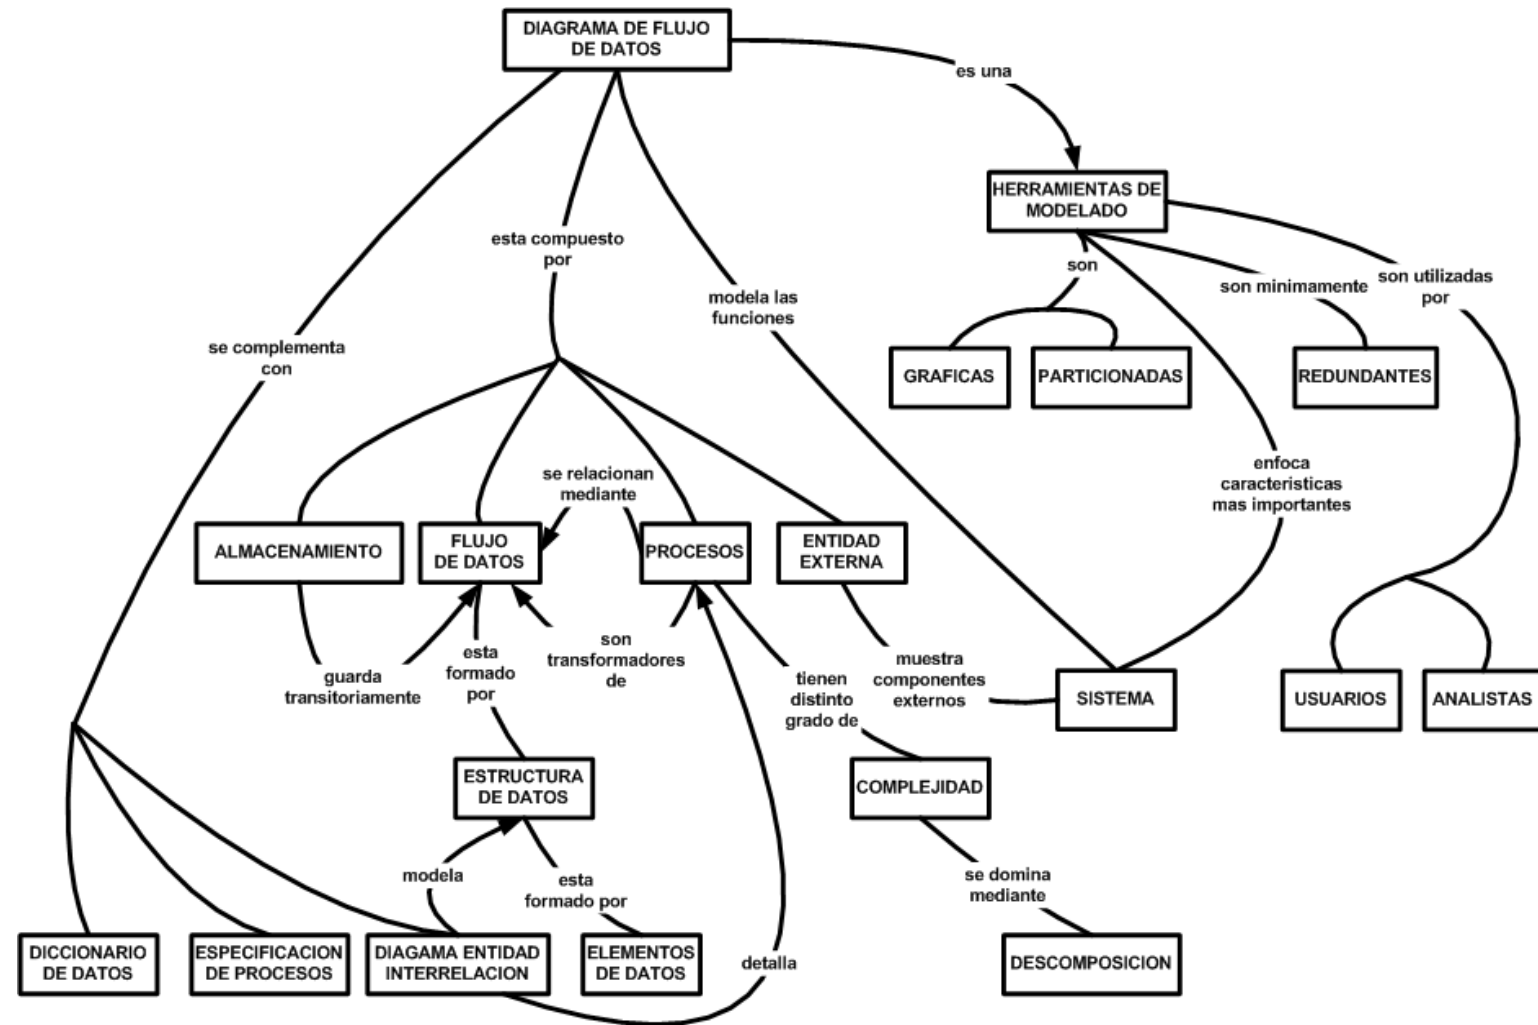 DIAGRAMA DE FLUJO
DE DATOS
es una
HERRAMIENTAS DE
MODELADO
esta compuesto
por
son
son minimamente
son utilizadas
por
modela las
funciones
se complementa
con
GRAFICAS
PARTICIONADAS
REDUNDANTES
se relacionan
mediante
enfoca
caracteristicas
mas importantes
ALMACENAMIENTO
FLUJO
DE DATOS
PROCESOS
ENTIDAD
EXTERNA
guarda
transitoriamente
esta
formado
por
son
transformadores
de
tienen
distinto
grado de
muestra
componentes
externos
SISTEMA
USUARIOS
ANALISTAS
ESTRUCTURA
DE DATOS
COMPLEJIDAD
modela
esta
formado por
se domina
mediante
DICCIONARIO
DE DATOS
ESPECIFICACION
DE PROCESOS
DIAGAMA ENTIDAD
INTERRELACION
ELEMENTOS
DE DATOS
detalla
DESCOMPOSICION